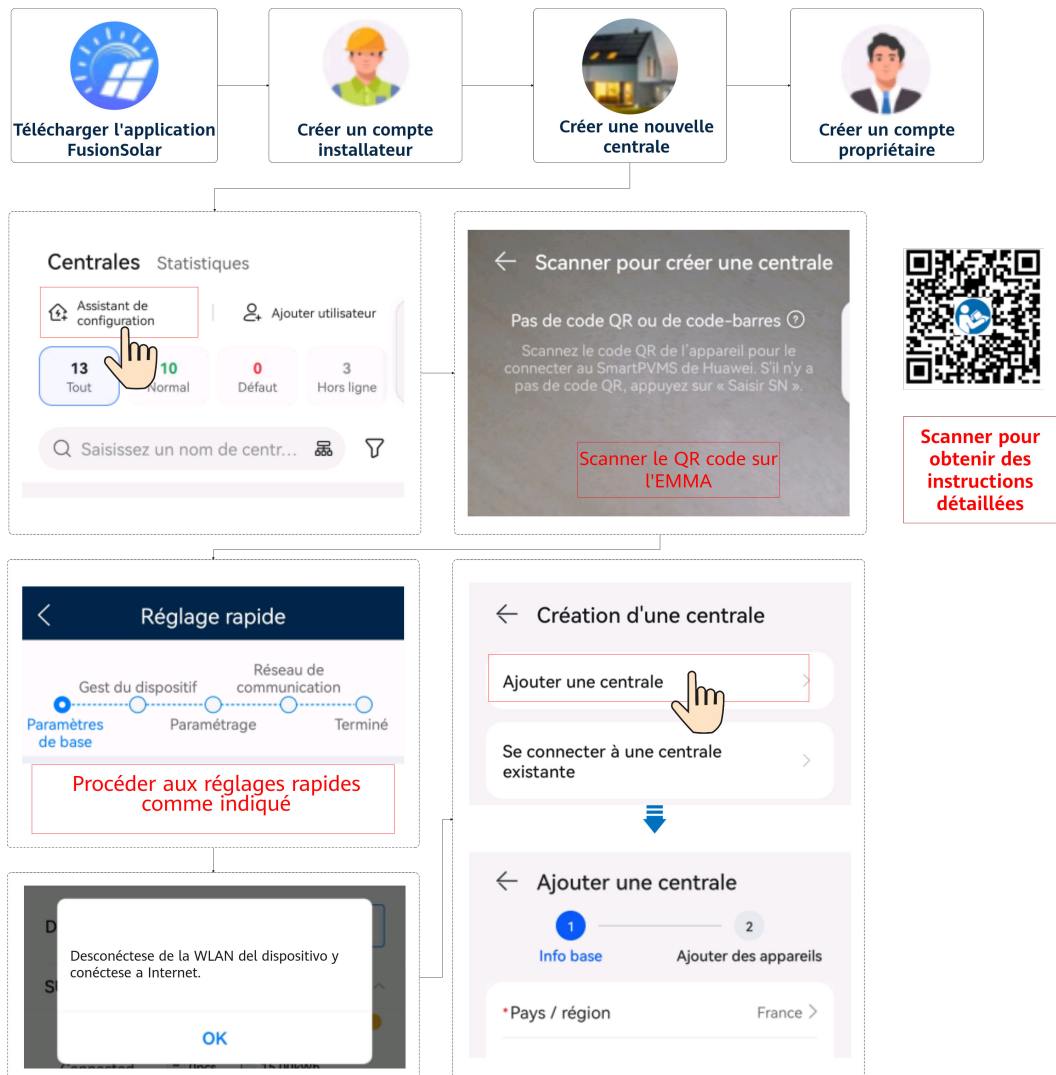 Télécharger l'application
FusionSolar
Créer un compte
installateur
Créer une nouvelle
centrale
Créer un compte
propriétaire
Centrales Statistiques
Assistant de
configuration
Ajouter utilisateur
13
Tout
10
Normal
0
Défaut
3
Hors ligne
Saisissez un nom de centr...
Scanner pour créer une centrale
Pas de code QR ou de code-barres ?
Scannez le code QR de l'appareil pour le
connecter au SmartPVMS de Huawei. S'il n'y a
pas de code QR, appuyez sur « Saisir SN ».
Scanner le QR code sur
l'EMMA
Scanner pour
obtenir des
instructions
détaillées
Réglage rapide
Paramètres
de base
Gest du dispositif
Paramétrage
Réseau de
communication
Terminé
Procéder aux réglages rapides
comme indiqué
Desconéctese de la WLAN del dispositivo y
conéctese a Internet.
OK
Création d'une centrale
Ajouter une centrale
Se connecter à une centrale
existante
Ajouter une centrale
1
Info base
2
Ajouter des appareils
*Pays / région
France